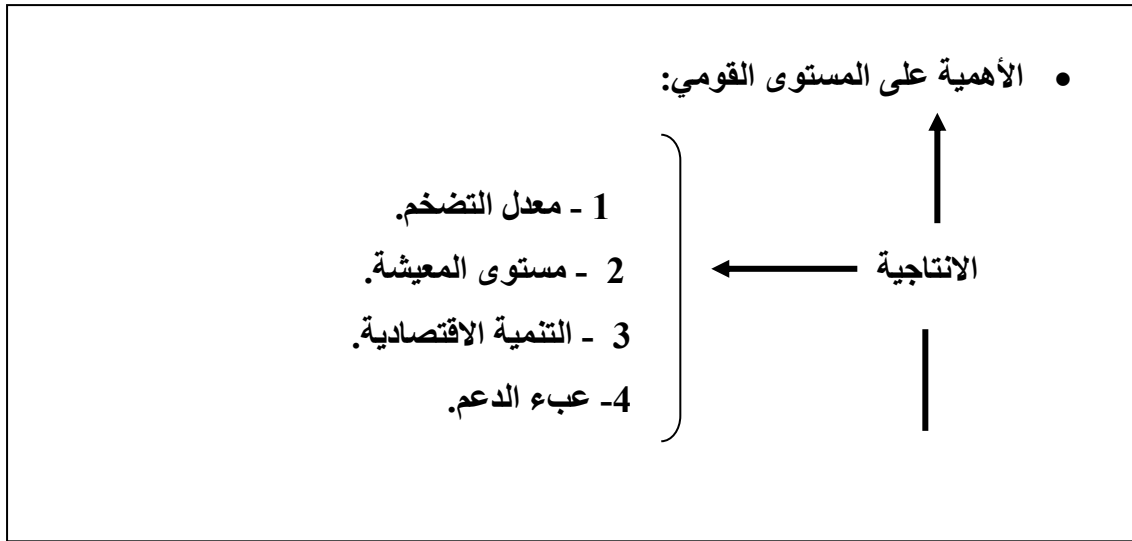 • الأهمية على المستوى القومي:
1 - معدل التضخم.
2 - مستوى المعيشة.
الانتاجية
3 - التنمية الاقتصادية.
4- عبء الدعم.